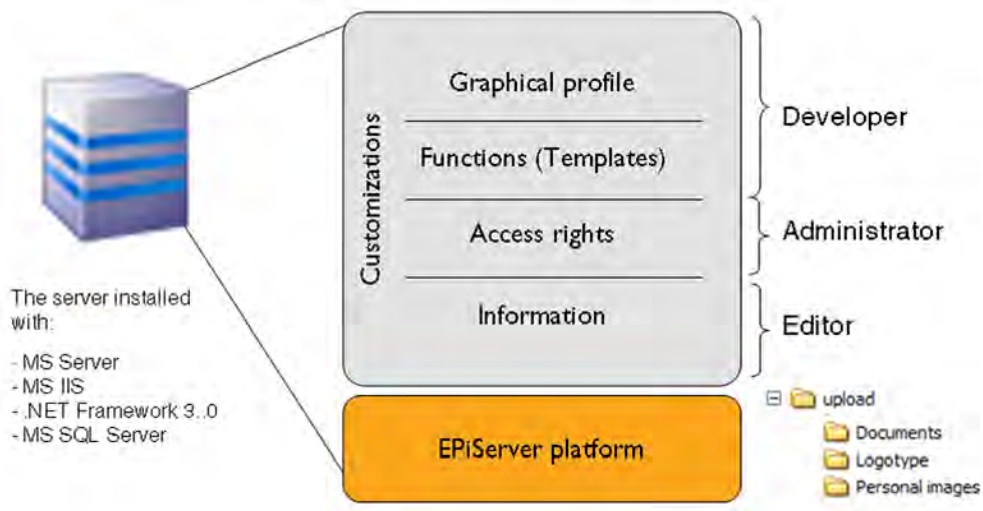 Customizations
Graphical profile
Functions (Templates)
Access rights
Information
Developer
Administrator
Editor
The server installed
with:
- MS Server
- MS IIS
- .NET Framework 3..0
- MS SQL Server
EPiServer platform
upload
Documents
Logotype
Personal images